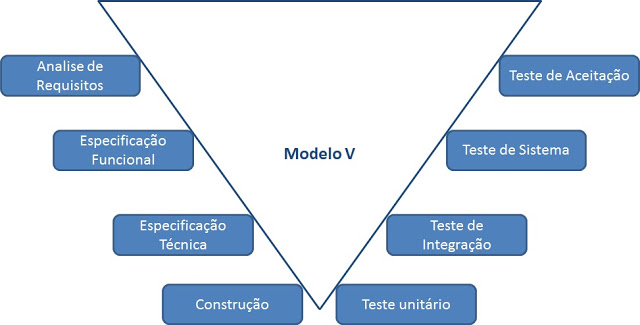 Analise de
Requisitos
Teste de Aceitação
Especificação
Funcional
Modelo V
Teste de Sistema
Especificação
Técnica
Teste de
Integração
Construção
Teste unitário